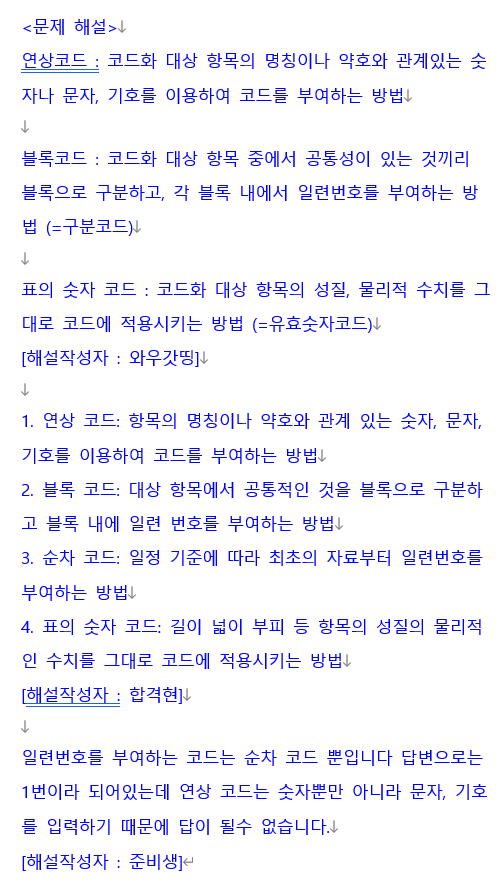 <문제 해설>↓
연상코드 : 코드화 대상 항목의 명칭이나 약호와 관계있는 숫
자나 문자, 기호를 이용하여 코드를 부여하는 방법↓
↓
블록코드 : 코드화 대상 항목 중에서 공통성이 있는 것끼리
블록으로 구분하고, 각 블록 내에서 일련번호를 부여하는 방
법 (=구분코드)↓
↓
표의 숫자 코드 : 코드화 대상 항목의 성질, 물리적 수치를 그
대로 코드에 적용시키는 방법 (=유효숫자코드)↓
[해설작성자 : 와우갓띵]↓
↓
1. 연상 코드: 항목의 명칭이나 약호와 관계 있는 숫자, 문자,
기호를 이용하여 코드를 부여하는 방법↓
2. 블록 코드: 대상 항목에서 공통적인 것을 블록으로 구분하
고 블록 내에 일련 번호를 부여하는 방법↓
3. 순차 코드: 일정 기준에 따라 최초의 자료부터 일련번호를
부여하는 방법↓
4. 표의 숫자 코드: 길이 넓이 부피 등 항목의 성질의 물리적
인 수치를 그대로 코드에 적용시키는 방법↓
[해설작성자 : 합격현]↓
↓
일련번호를 부여하는 코드는 순차 코드 뿐입니다 답변으로는
1번이라 되어있는데 연상 코드는 숫자뿐만 아니라 문자, 기호
를 입력하기 때문에 답이 될수 없습니다.↓
[해설작성자 : 준비생]↵